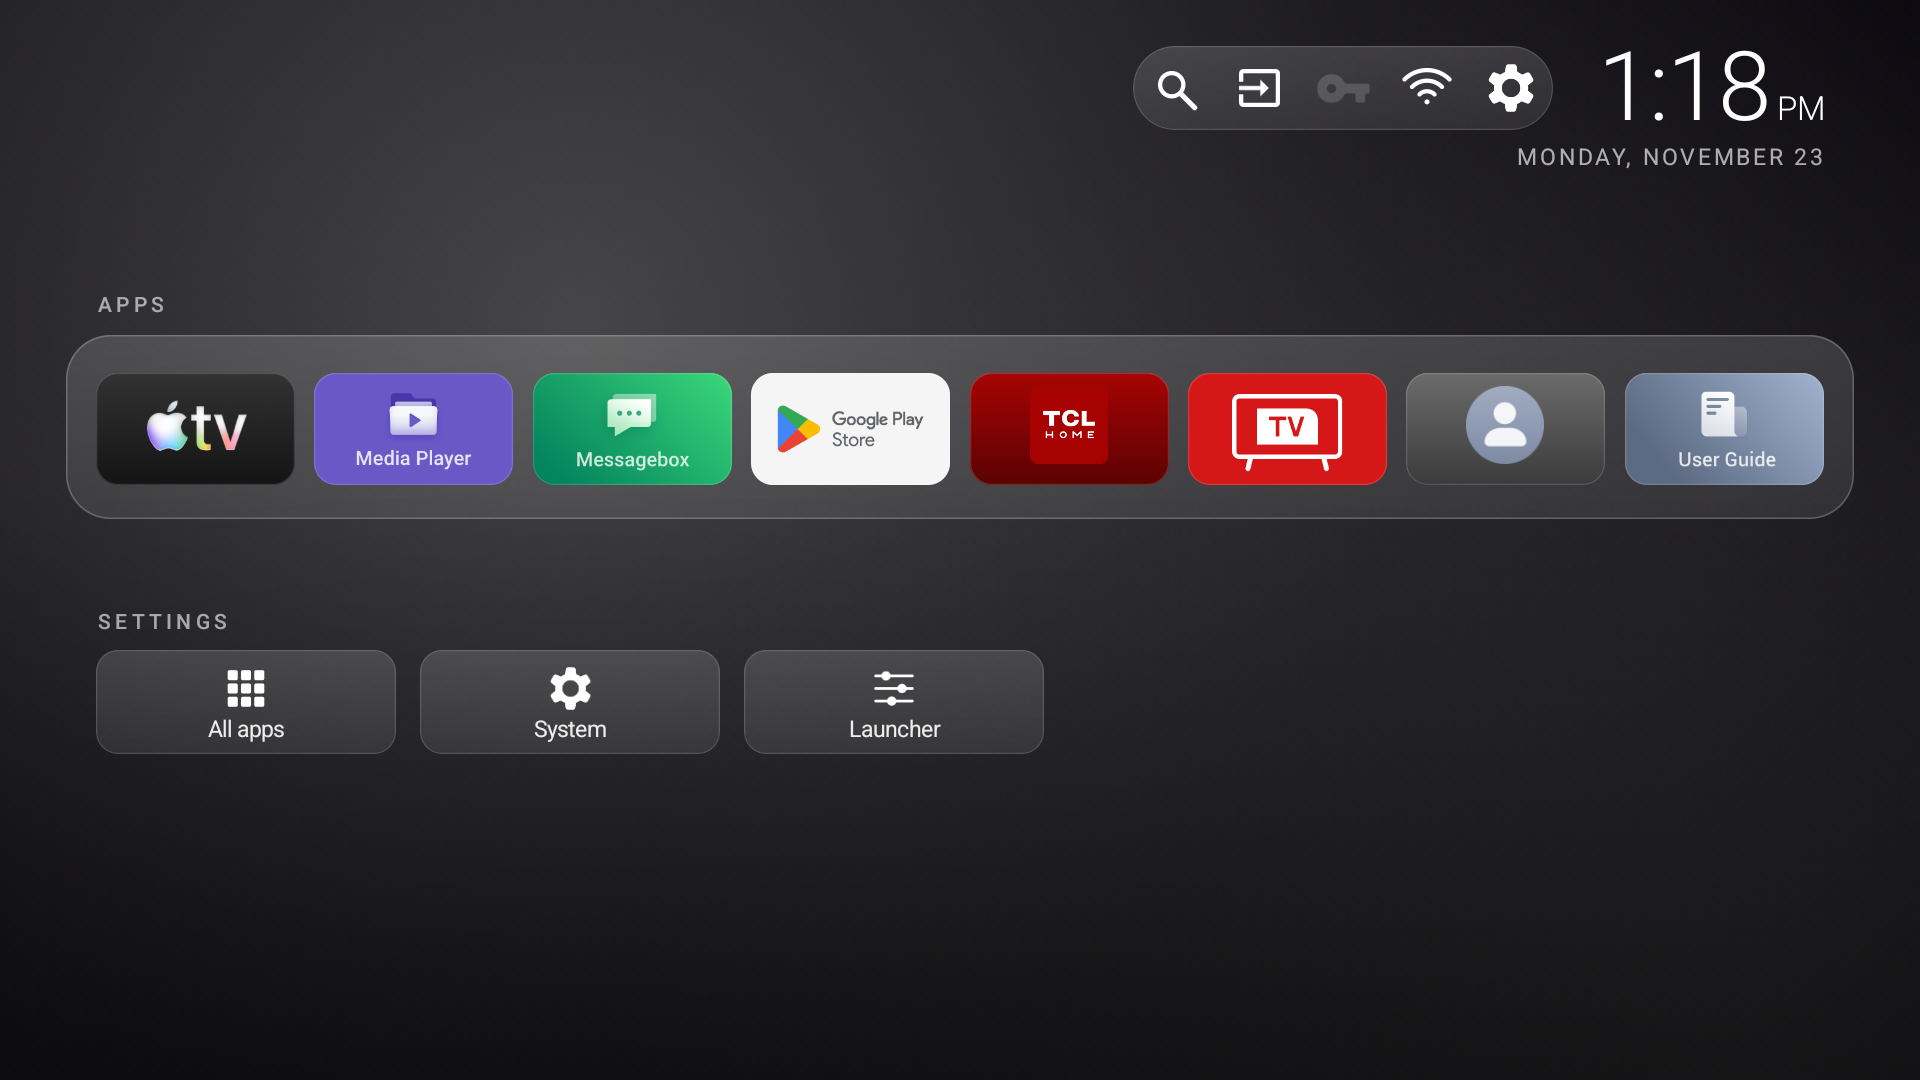 1:18 PM
MONDAY, NOVEMBER 23
APPS
tv
Media Player
Messagebox
Google Play
Store
TCL
HOME
TV
User Guide
SETTINGS
All apps
System
Launcher